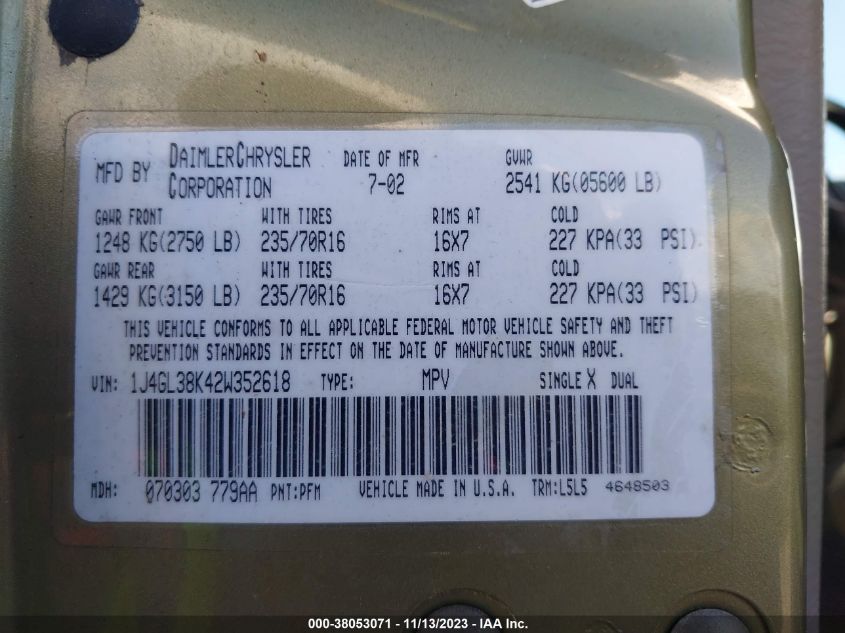 MFD BY DAIMLERCHRYSLER CORPORATION DATE OF MFR 7-02 GVWR 2541 KG(05600 LB)
GAWR FRONT WITH TIRES RIMS AT COLD
1248 KG(2750 LB) 235/70R16 16X7 227 KPA(33 PSI)
GAWR REAR WITH TIRES RIMS AT COLD
1429 KG(3150 LB) 235/70R16 16X7 227 KPA(33 PSI)
THIS VEHICLE CONFORMS TO ALL APPLICABLE FEDERAL MOTOR VEHICLE SAFETY AND THEFT
PREVENTION STANDARDS IN EFFECT ON THE DATE OF MANUFACTURE SHOWN ABOVE.
VIN: 1J4GL38K42W352618 TYPE: MPV SINGLE X DUAL
MDH: 070303 779AA PNT:PFM VEHICLE MADE IN U.S.A. TRM:L5L5 4648503
000-38053071 - 11/13/2023 - IAA Inc.